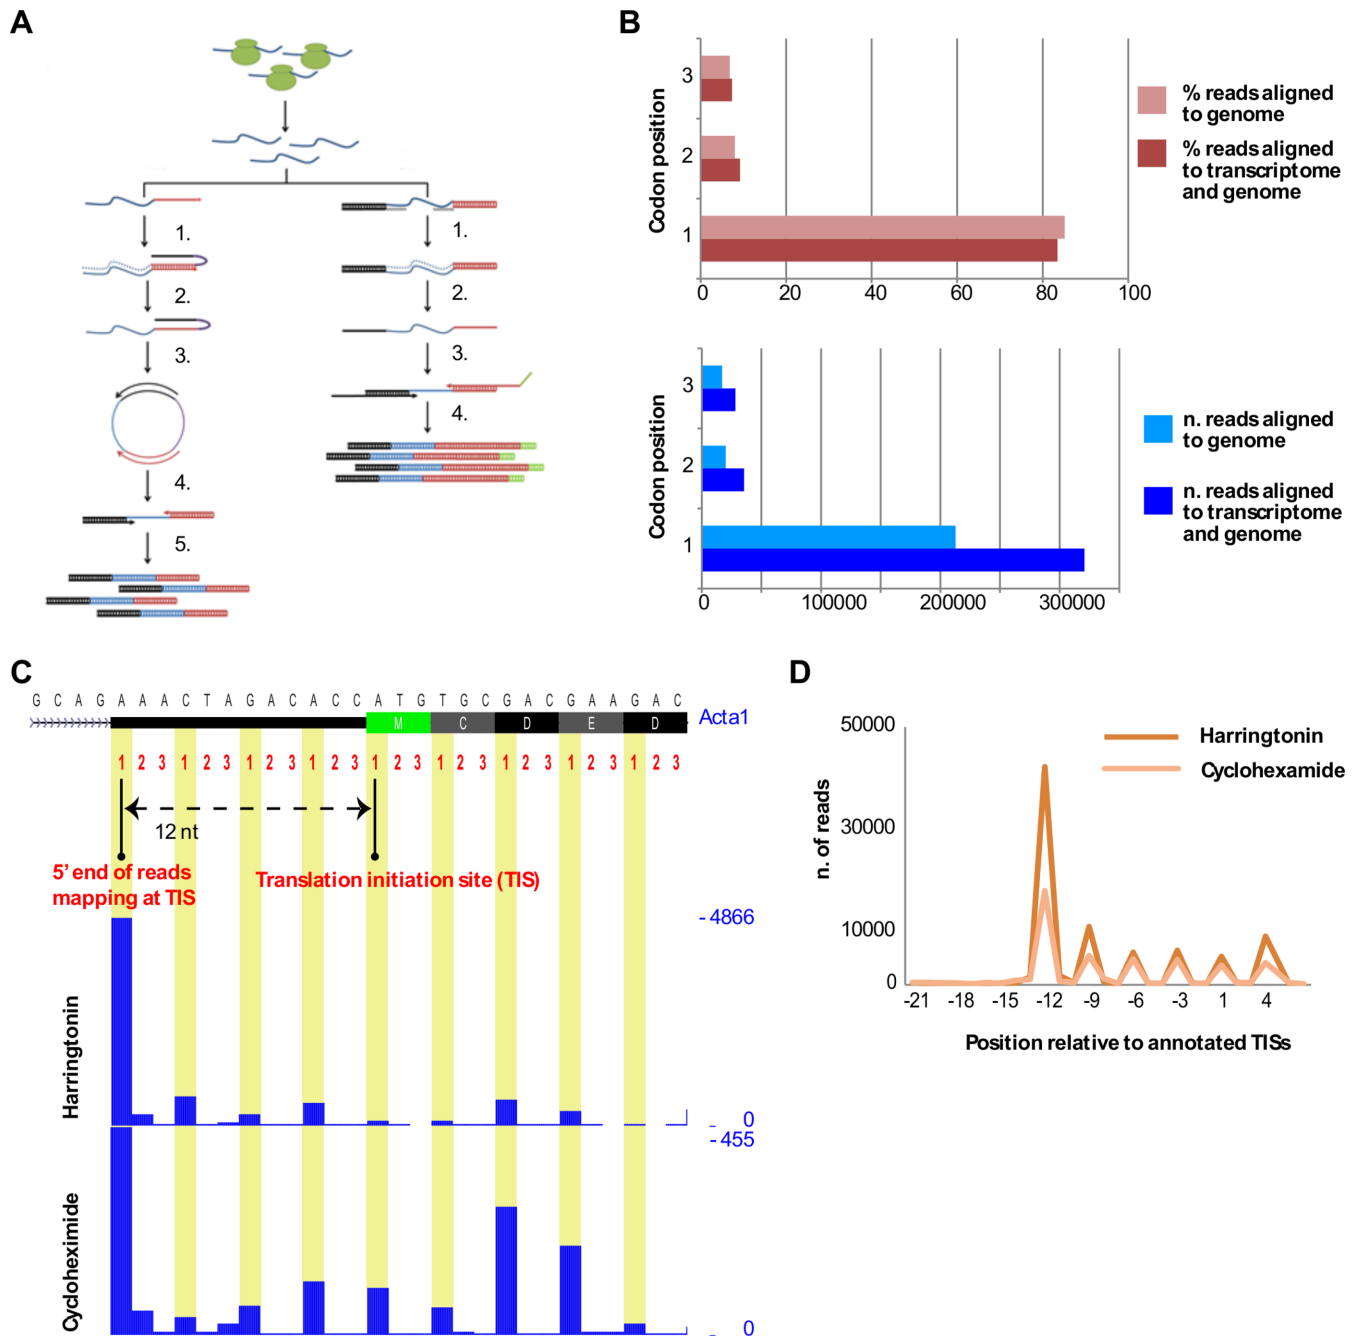 A
1.
2.
3.
4.
5.
1.
2.
3.
4.
B
Codon position
3
2
1
0 20 40 60 80 100
% reads aligned
to genome
% reads aligned
to transcriptome
and genome
Codon position
3
2
1
0 100000 200000 300000
n. reads aligned
to genome
n. reads aligned
to transcriptome
and genome
C
G C A G A A A C T A G A C A C C A T G T G C G A C G A A G A C
M C D E D
Acta1
1 2 3 1 2 3 1 2 3 1 2 3 1 2 3 1 2 3 1 2 3 1 2 3 1 2 3
12 nt
5' end of reads
mapping at TIS
Translation initiation site (TIS)
Harringtonin
- 4866
- 0
Cycloheximide
- 455
- 0
D
n. of reads
50000
30000
10000
0
-21 -18 -15 -12 -9 -6 -3 1 4
Position relative to annotated TISs
Harringtonin
Cyclohexamide